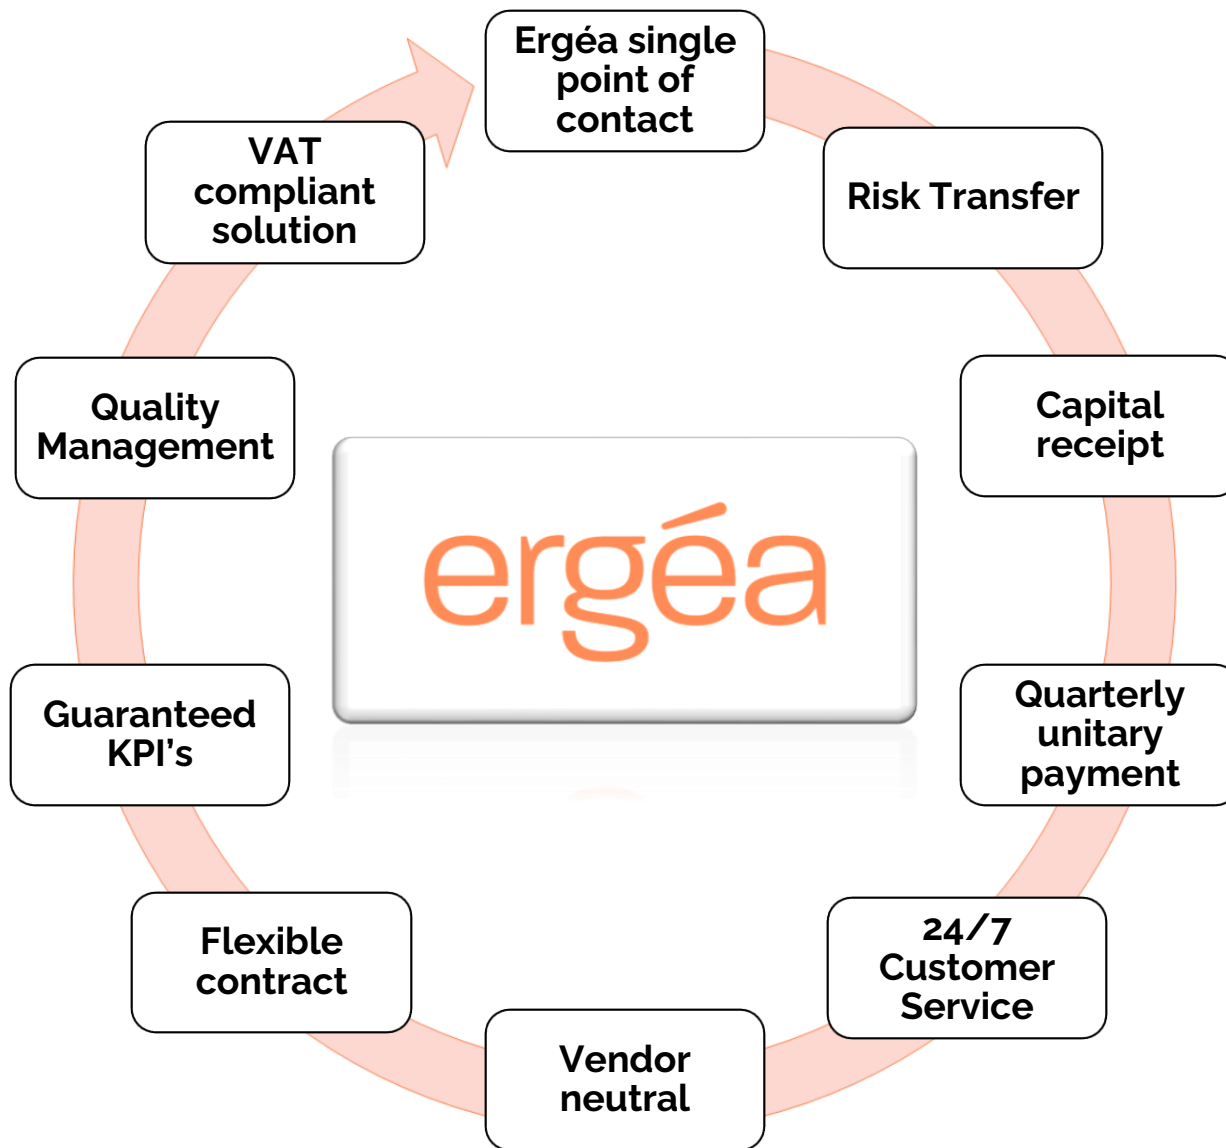 Ergéa single
point of
contact
Risk Transfer
Capital
receipt
Quarterly
unitary
payment
24/7
Customer
Service
Vendor
neutral
Flexible
contract
Guaranteed
KPI’s
Quality
Management
VAT
compliant
solution
ergéa